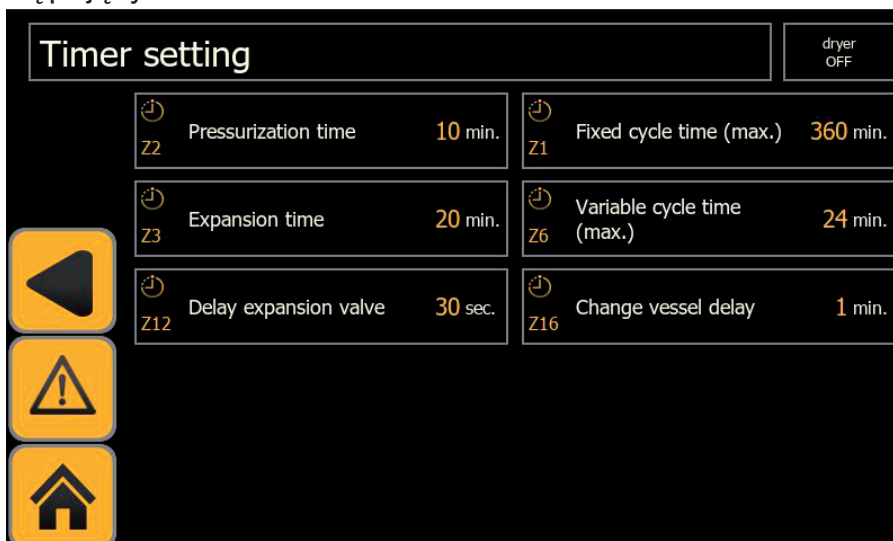 Timer setting
dryer
OFF
Z2 Pressurization time 10 min.
Z1 Fixed cycle time (max.) 360 min.
Z3 Expansion time 20 min.
Z6 Variable cycle time
(max.) 24 min.
Z12 Delay expansion valve 30 sec.
Z16 Change vessel delay 1 min.